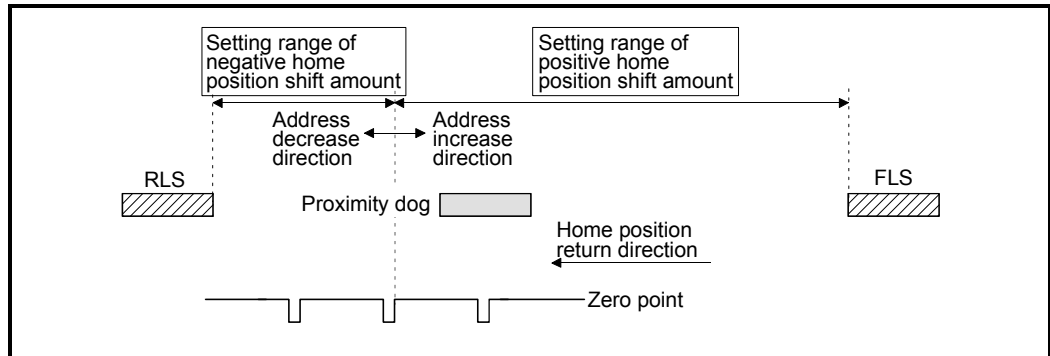 Setting range of
negative home
position shift amount
Setting range of
positive home
position shift amount
Address
decrease
direction
Address
increase
direction
RLS
FLS
Proximity dog
Home position
return direction
Zero point